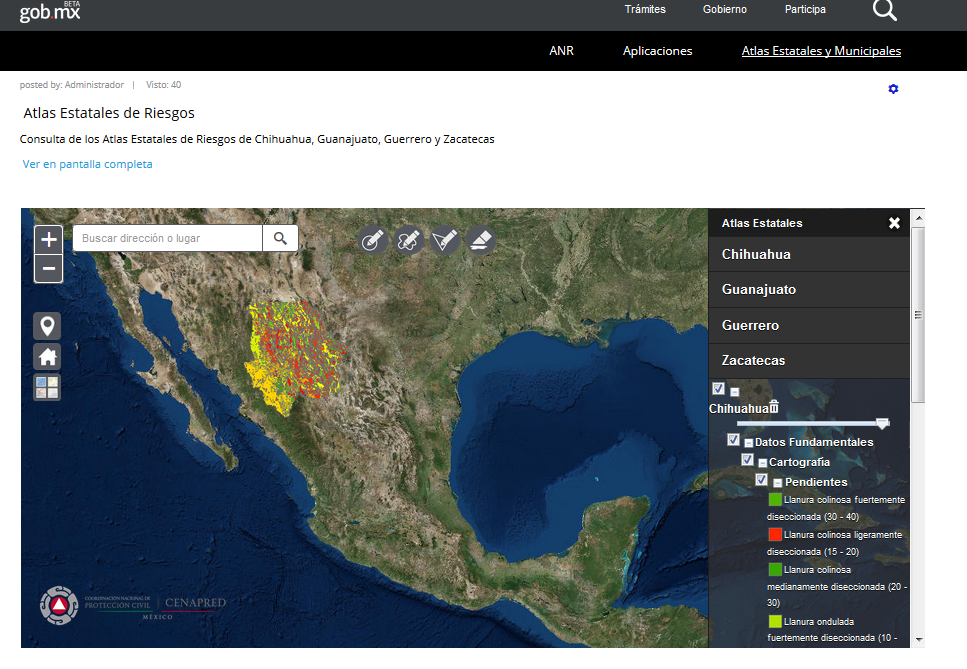 gob.mx BETA
Trámites Gobierno Participa
ANR Aplicaciones Atlas Estatales y Municipales
posted by: Administrador | Visto: 40
Atlas Estatales de Riesgos
Consulta de los Atlas Estatales de Riesgos de Chihuahua, Guanajuato, Guerrero y Zacatecas
Ver en pantalla completa
Buscar dirección o lugar
Atlas Estatales
Chihuahua
Guanajuato
Guerrero
Zacatecas
Chihuahua
Datos Fundamentales
Cartografía
Pendientes
Llanura colinosa fuertemente
diseccionada (30 - 40)
Llanura colinosa ligeramente
diseccionada (15 - 20)
Llanura colinosa
medianamente diseccionada (20 -
30)
Llanura ondulada
fuertemente diseccionada (10 -
COORDINACIÓN NACIONAL DE
PROTECCIÓN CIVIL | CENAPRED
MÉXICO